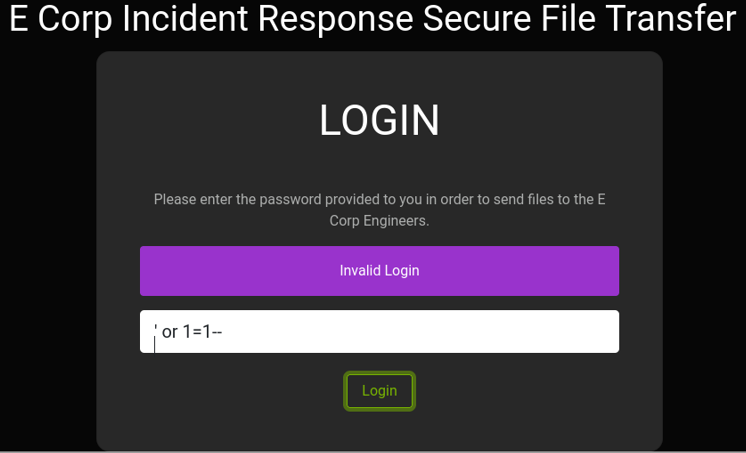 E Corp Incident Response Secure File Transfer
LOGIN
Please enter the password provided to you in order to send files to the E
Corp Engineers.
Invalid Login
' or 1=1--
Login